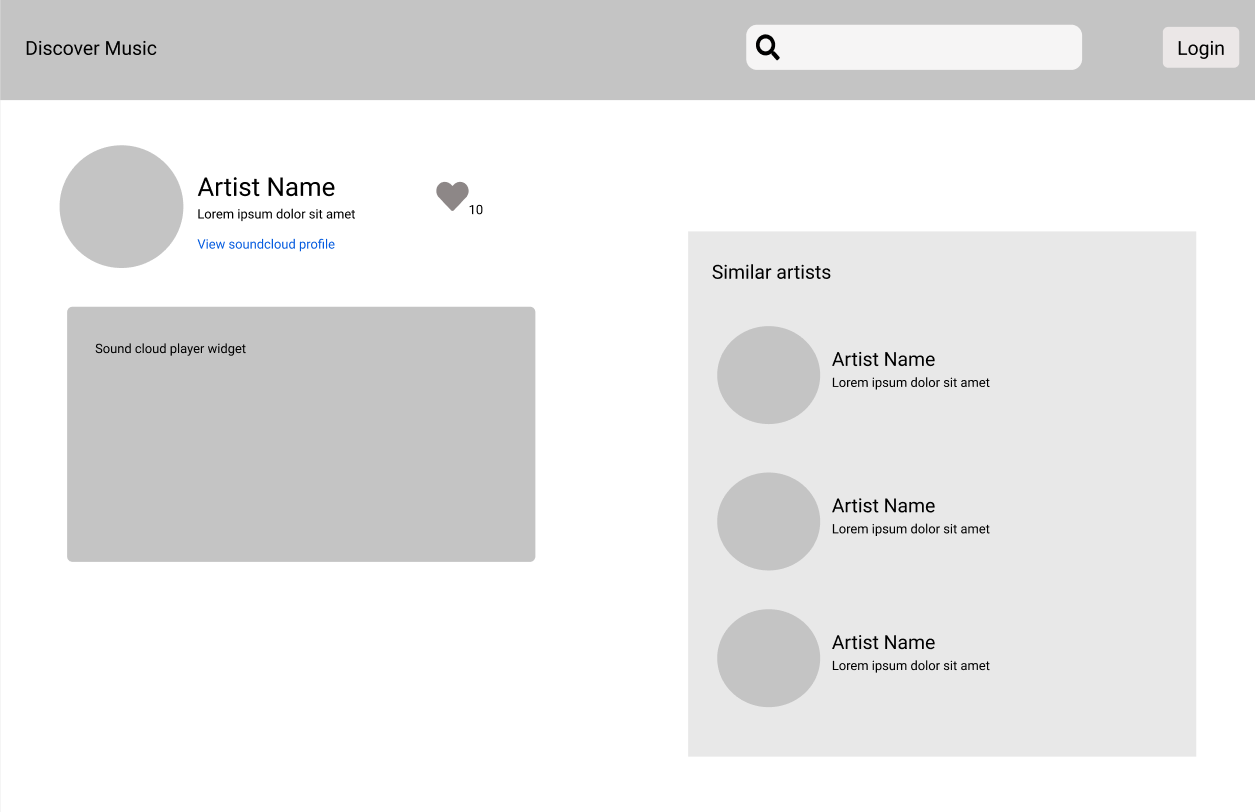 Discover Music
Login
Artist Name
Lorem ipsum dolor sit amet
View soundcloud profile
10
Sound cloud player widget
Similar artists
Artist Name
Lorem ipsum dolor sit amet
Artist Name
Lorem ipsum dolor sit amet
Artist Name
Lorem ipsum dolor sit amet